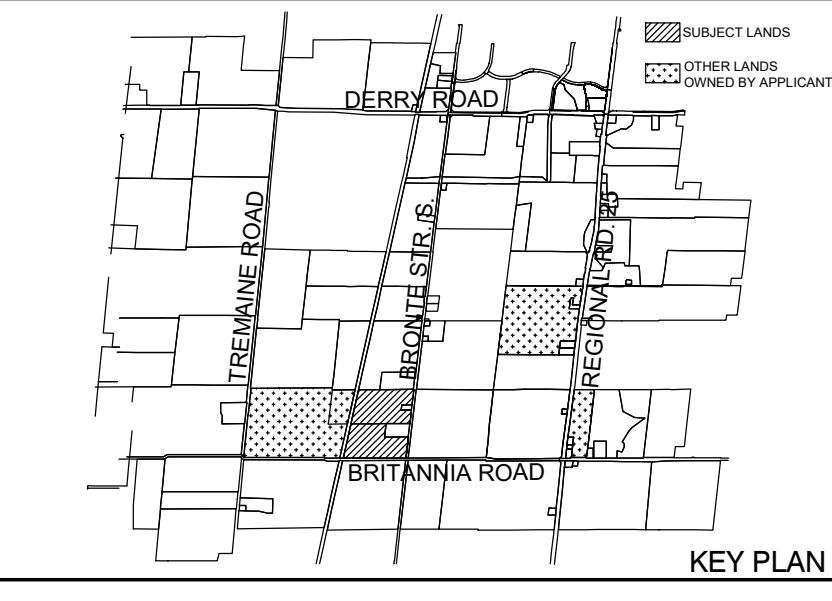 SUBJECT LANDS
OTHER LANDS
OWNED BY APPLICANT
DERRY ROAD
TREMAINE ROAD
BRONTE STR. S.
REGIONAL RD. 25
BRITANNIA ROAD
KEY PLAN